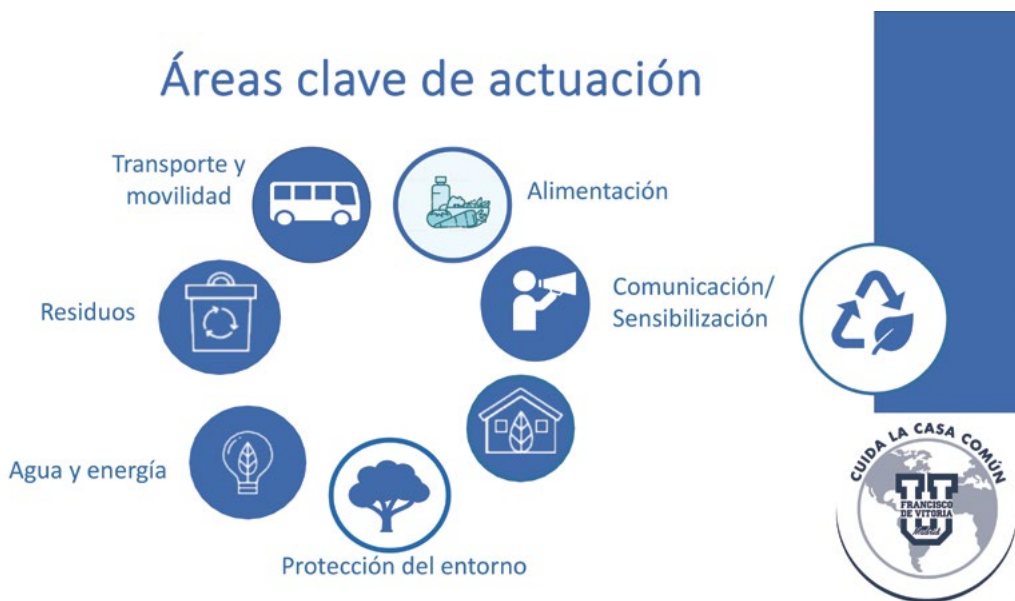 Áreas clave de actuación
Transporte y
movilidad
Alimentación
Residuos
Comunicación/
Sensibilización
Agua y energía
Protección del entorno
CUIDA LA CASA COMÚN
U
FRANCISCO
DE VITORIA
Madrid